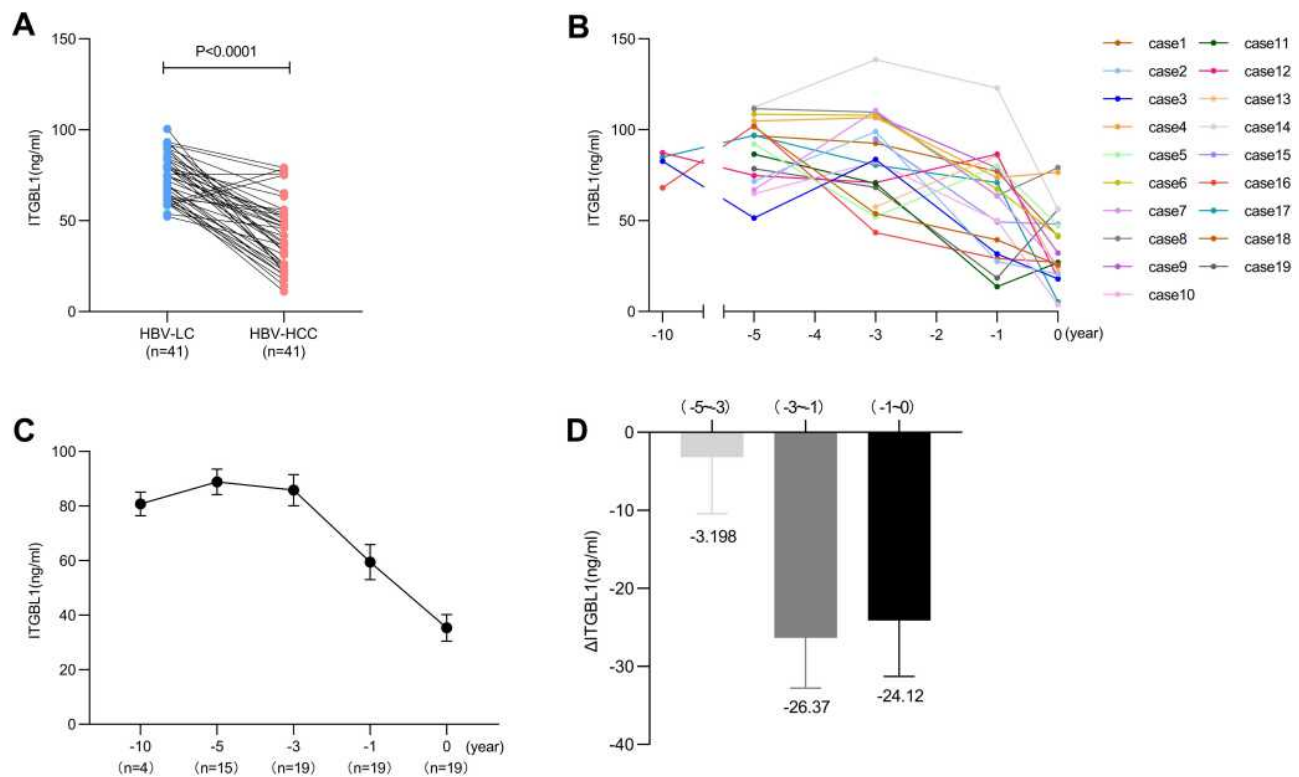 A
150
100
50
0
ITGBL1(ng/ml)
P<0.0001
HBV-LC
(n=41)
HBV-HCC
(n=41)
B
150
100
50
0
ITGBL1(ng/ml)
-10
-5
-4
-3
-2
-1
0
(year)
case1
case2
case3
case4
case5
case6
case7
case8
case9
case10
case11
case12
case13
case14
case15
case16
case17
case18
case19
C
100
80
60
40
20
0
ITGBL1(ng/ml)
-10
-5
-3
-1
0
(year)
(n=4)
(n=15)
(n=19)
(n=19)
(n=19)
D
(-5~-3)
(-3~-1)
(-1~0)
0
-10
-20
-30
-40
ΔITGBL1(ng/ml)
-3.198
-26.37
-24.12